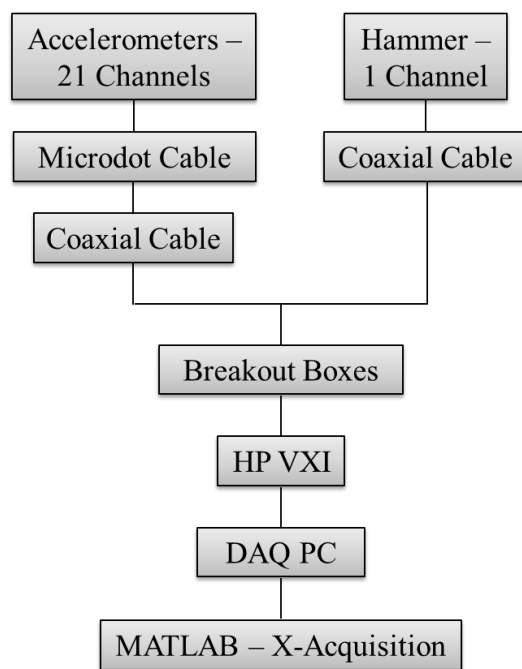 Accelerometers –
21 Channels
Hammer –
1 Channel
Microdot Cable
Coaxial Cable
Coaxial Cable
Breakout Boxes
HP VXI
DAQ PC
MATLAB – X-Acquisition